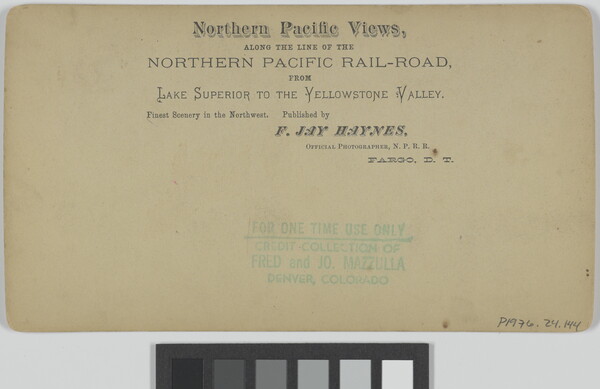 Northern Pacific Views,
ALONG THE LINE OF THE
NORTHERN PACIFIC RAIL-ROAD,
FROM
LAKE SUPERIOR TO THE YELLOWSTONE VALLEY.
Finest Scenery in the Northwest. Published by
F. JAY HAYNES,
OFFICIAL PHOTOGRAPHER, N. P. R. R.
FARGO, D. T.
FOR ONE TIME USE ONLY
CREDIT-COLLECTION OF
FRED and JO. MAZZULLA
DENVER, COLORADO
P1976.24.144